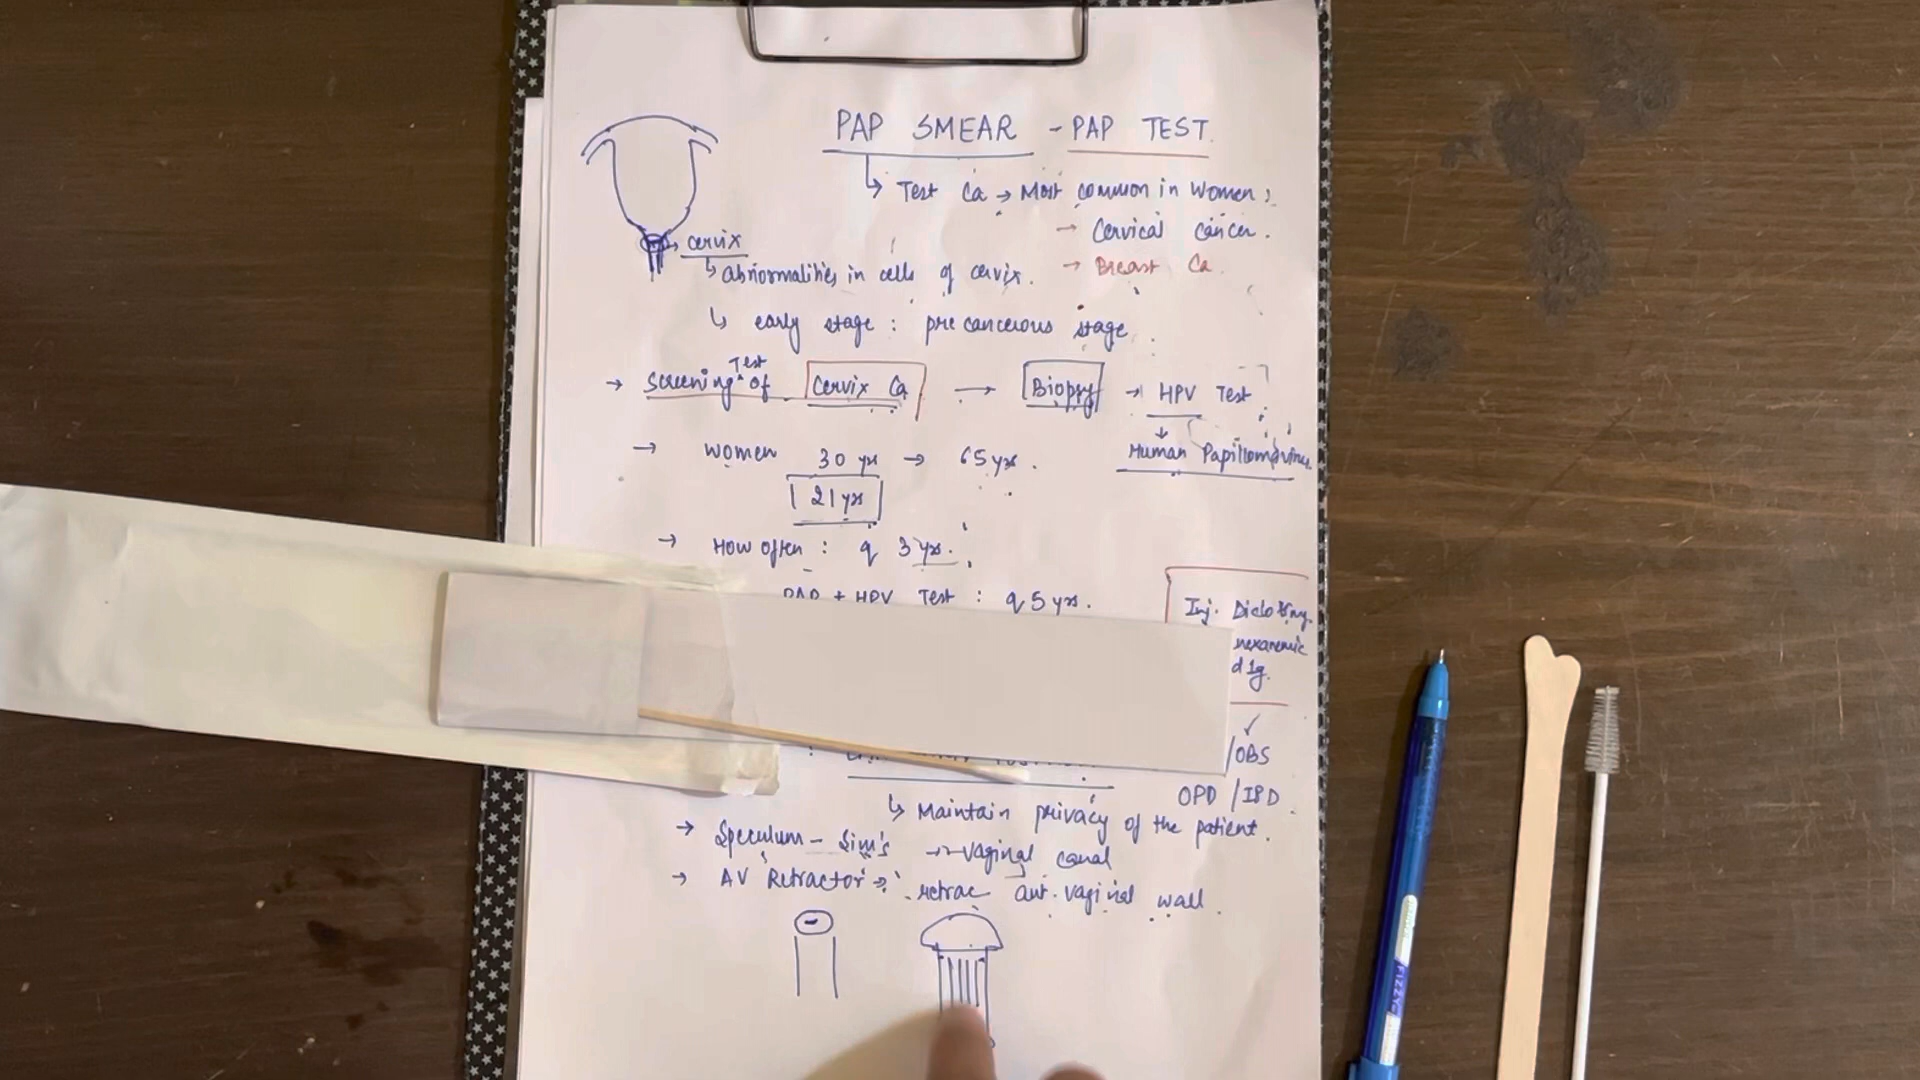 PAP SMEAR - PAP TEST.
↳ Test Ca → Most common in Women:
→ Cervical Cancer.
→ Breast Ca.
→ cervix
↳ abnormalities in cells of cervix.
↳ early stage : precancerous stage.
→ Screening Test of Cervix Ca → Biopsy → HPV Test
↓
Human Papillomavirus
→ Women 30 yrs → 65 yrs.
21 yrs
→ How often : q 3 yrs.
PAP + HPV Test : q 5 yrs.
Inj. Diclo
d 1g.
/OBS
OPD / IPD.
↳ Maintain privacy of the patient.
→ Speculum - Sim's → Vaginal canal
→ AV Retractor → retrac ant. vaginal wall.
FIZZYC